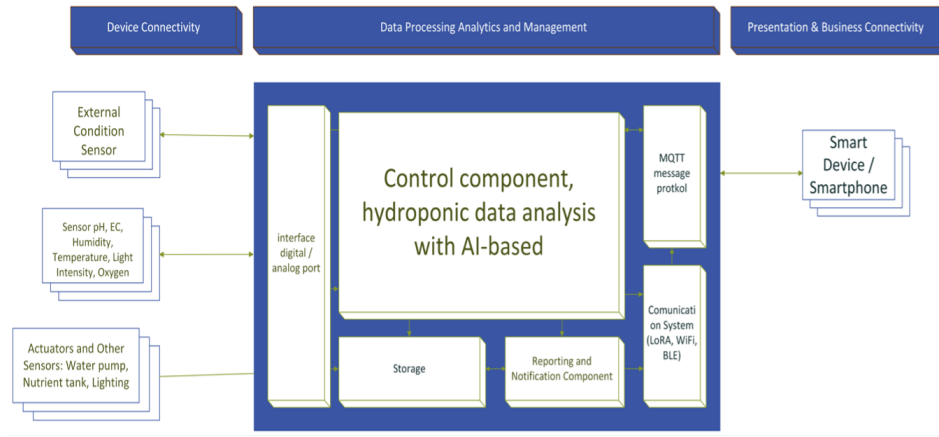 Device Connectivity
Data Processing Analytics and Management
Presentation & Business Connectivity
External
Condition
Sensor
Sensor pH, EC,
Humidity,
Temperature, Light
Intensity, Oxygen
Actuators and Other
Sensors: Water pump,
Nutrient tank, Lighting
interface
digital /
analog port
Control component,
hydroponic data analysis
with AI-based
Storage
Reporting and
Notification Component
MQTT
message
protkol
Comunicati
on System
(LoRA, WiFi,
BLE)
Smart
Device /
Smartphone